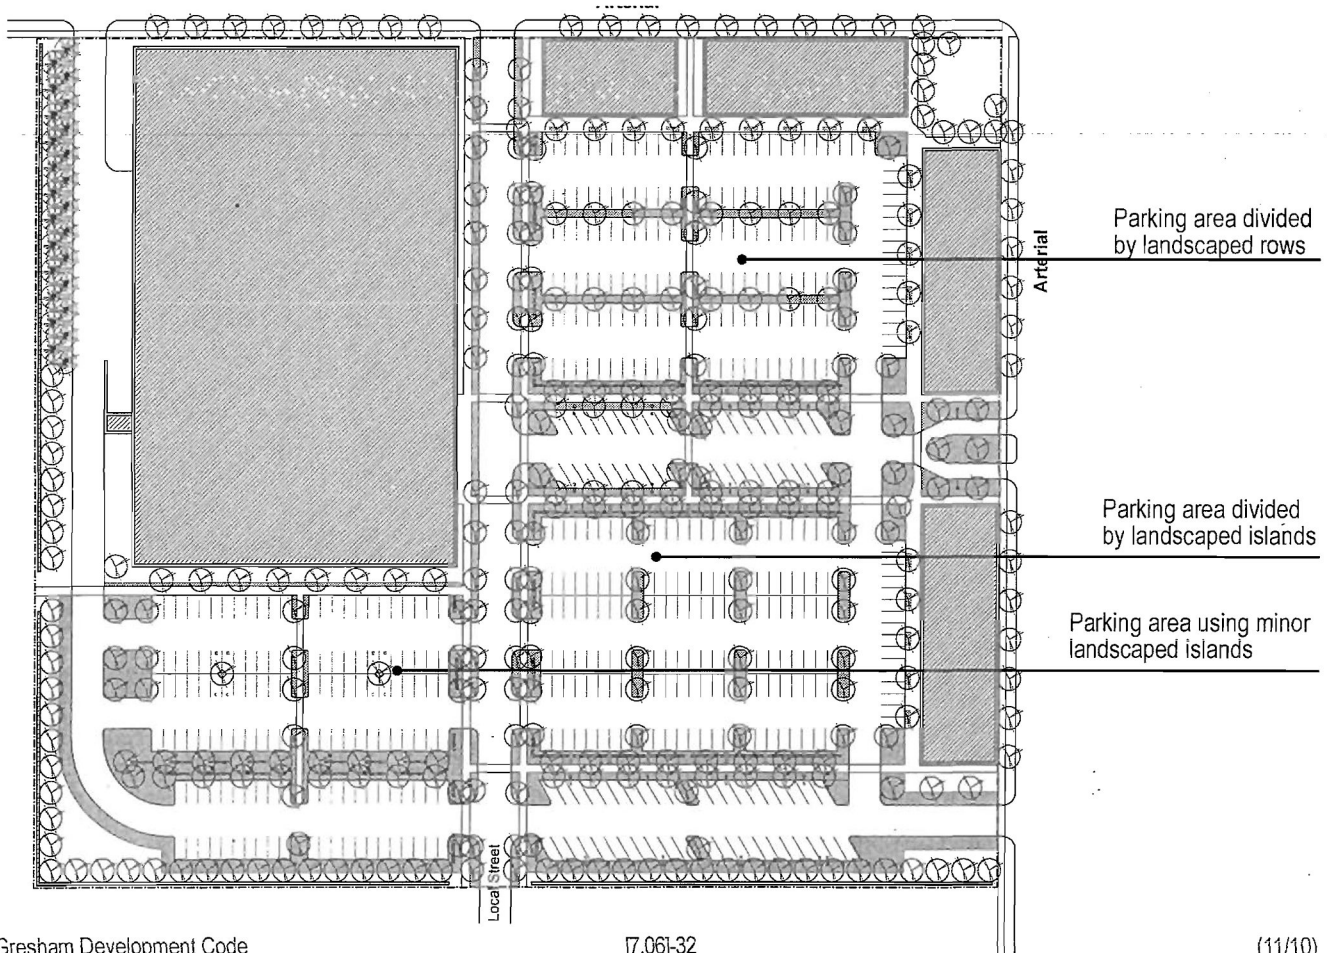 Arterial
Parking area divided
by landscaped rows
Arterial
Parking area divided
by landscaped islands
Parking area using minor
landscaped islands
Local Street
Gresham Development Code
[7.06]-32
(11/10)